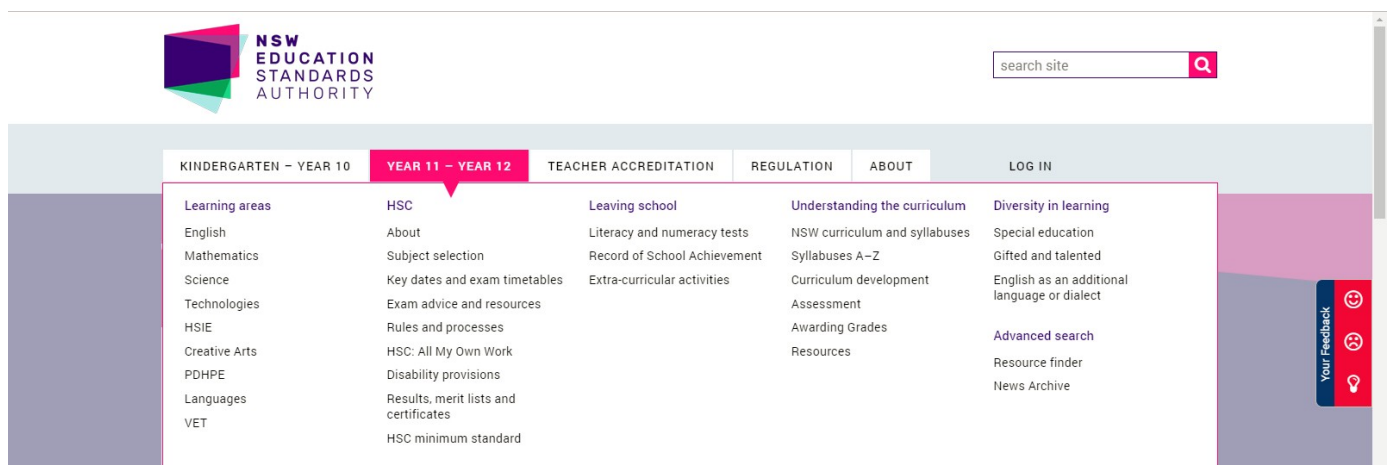 NSW
EDUCATION
STANDARDS
AUTHORITY
search site
KINDERGARTEN – YEAR 10
YEAR 11 – YEAR 12
TEACHER ACCREDITATION
REGULATION
ABOUT
LOG IN
Learning areas
English
Mathematics
Science
Technologies
HSIE
Creative Arts
PDHPE
Languages
VET
HSC
About
Subject selection
Key dates and exam timetables
Exam advice and resources
Rules and processes
HSC: All My Own Work
Disability provisions
Results, merit lists and
certificates
HSC minimum standard
Leaving school
Literacy and numeracy tests
Record of School Achievement
Extra-curricular activities
Understanding the curriculum
NSW curriculum and syllabuses
Syllabuses A–Z
Curriculum development
Assessment
Awarding Grades
Resources
Diversity in learning
Special education
Gifted and talented
English as an additional
language or dialect
Advanced search
Resource finder
News Archive
Your Feedback